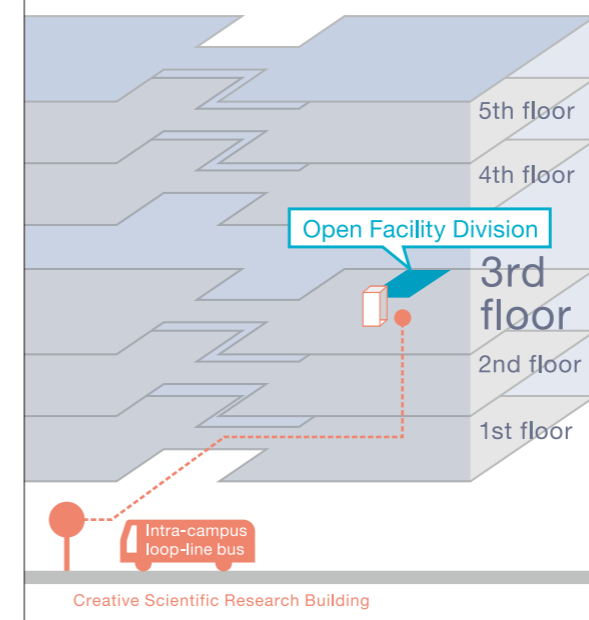 5th floor
4th floor
Open Facility Division
3rd
floor
2nd floor
1st floor
Intra-campus
loop-line bus
Creative Scientific Research Building